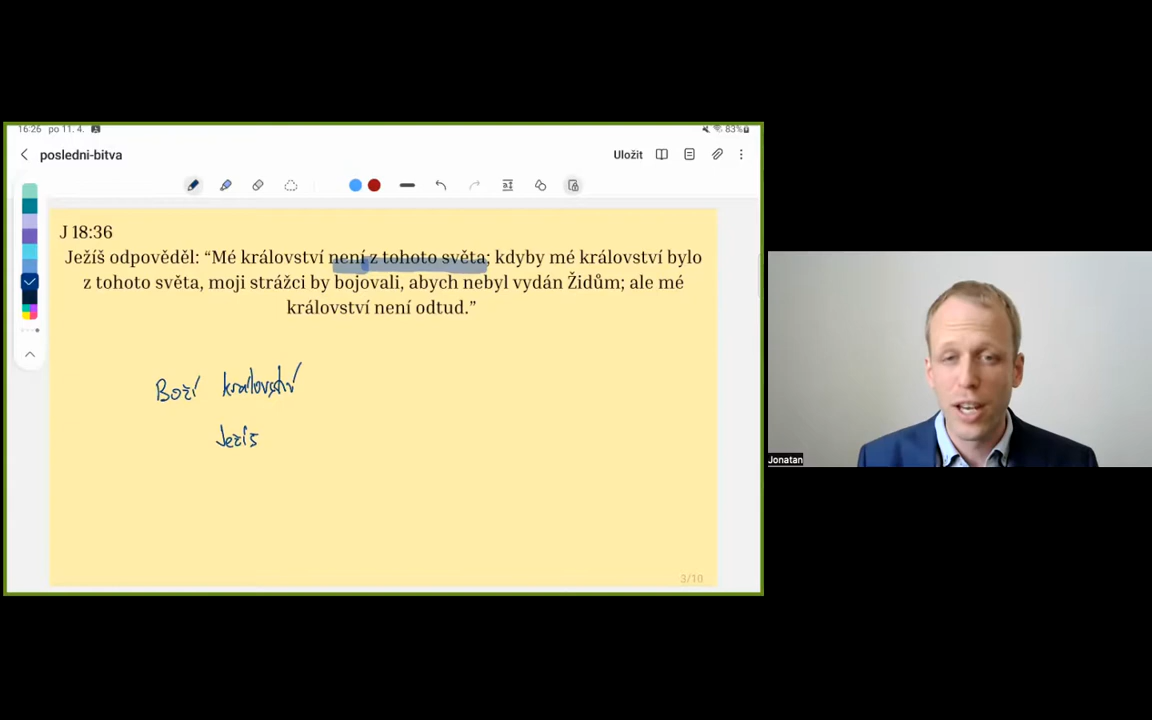 16:26 po 11. 4.
83%
posledni-bitva
Uložit
J 18:36
Ježíš odpověděl: “Mé království není z tohoto světa; kdyby mé království bylo
z tohoto světa, moji strážci by bojovali, abych nebyl vydán Židům; ale mé
království není odtud.”
Boží království
Ježíš
3/10
Jonatan